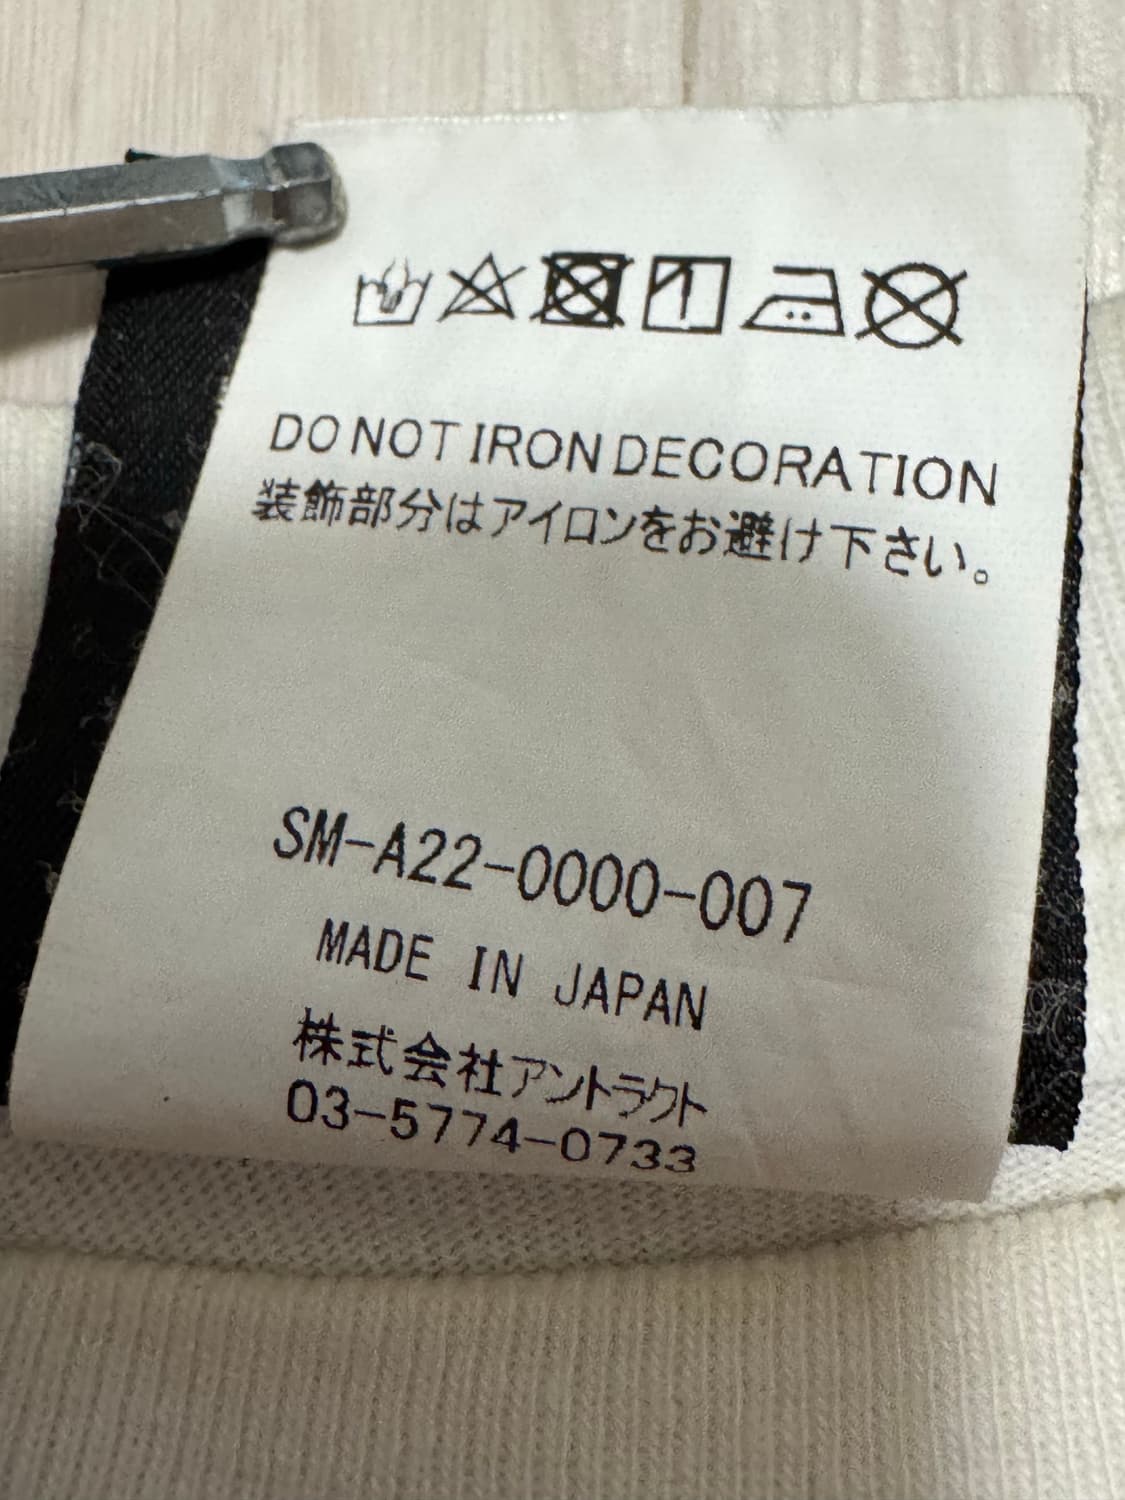 DO NOT IRON DECORATION
装飾部分はアイロンをお避け下さい。
SM-A22-0000-007
MADE IN JAPAN
株式会社アントラクト
03-5774-0733